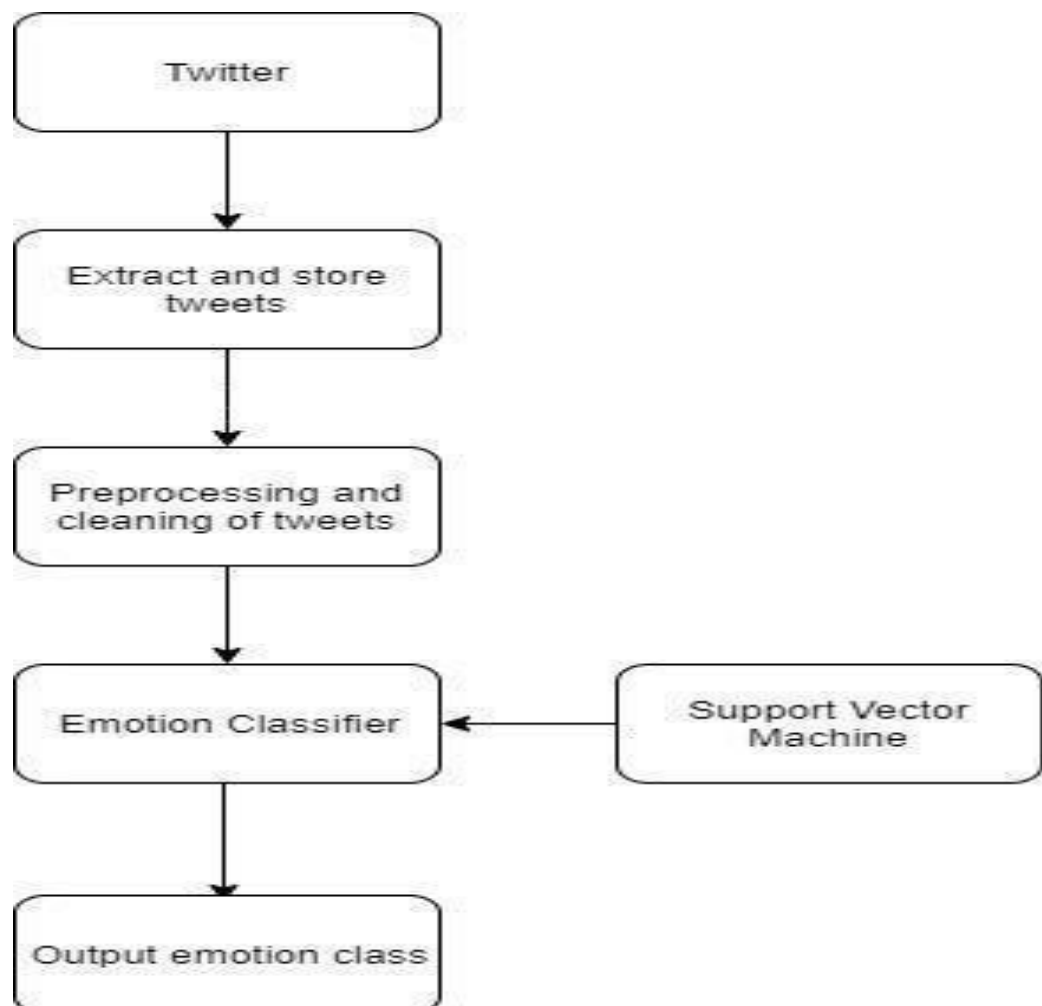 Twitter
Extract and store
tweets
Preprocessing and
cleaning of tweets
Emotion Classifier
Support Vector
Machine
Output emotion class